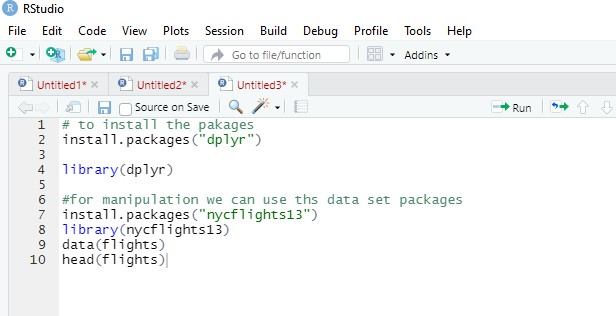 RStudio
File Edit Code View Plots Session Build Debug Profile Tools Help
Go to file/function Addins
Untitled1* Untitled2* Untitled3*
Source on Save Run
1 # to install the pakages
2 install.packages("dplyr")
3
4 library(dplyr)
5
6 #for manipulation we can use ths data set packages
7 install.packages("nycflights13")
8 library(nycflights13)
9 data(flights)
10 head(flights)